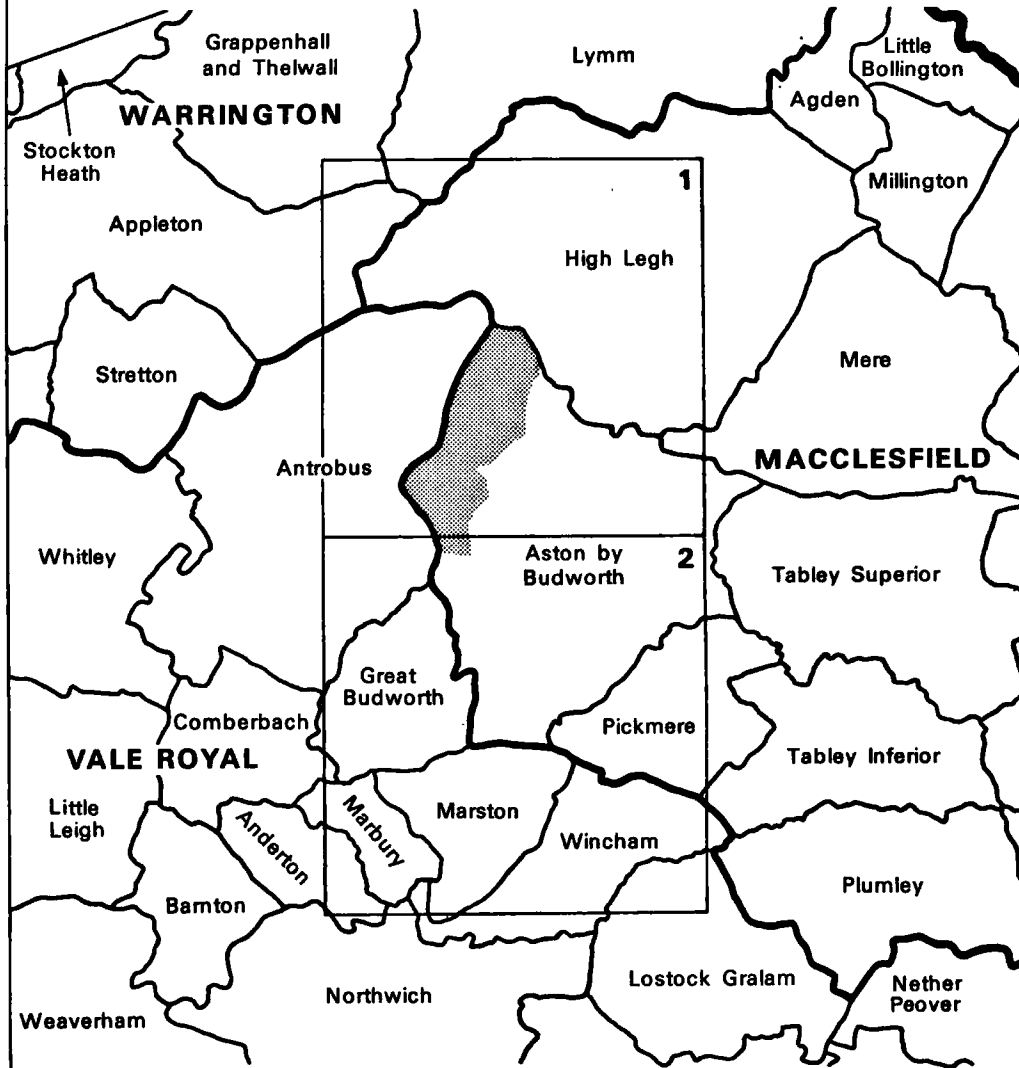 Grappenhall
and Thelwall
Lymm
Little
Bollington
Agden
WARRINGTON
Stockton
Heath
1
Millington
Appleton
High Legh
Stretton
Mere
Antrobus
MACCLESFIELD
Whitley
Aston by
Budworth
2
Tabley Superior
Great
Budworth
Comberbach
Pickmere
VALE ROYAL
Tabley Inferior
Little
Leigh
Anderton
Marbury
Marston
Wincham
Plumley
Barnton
Lostock Gralam
Nether
Peover
Northwich
Weaverham